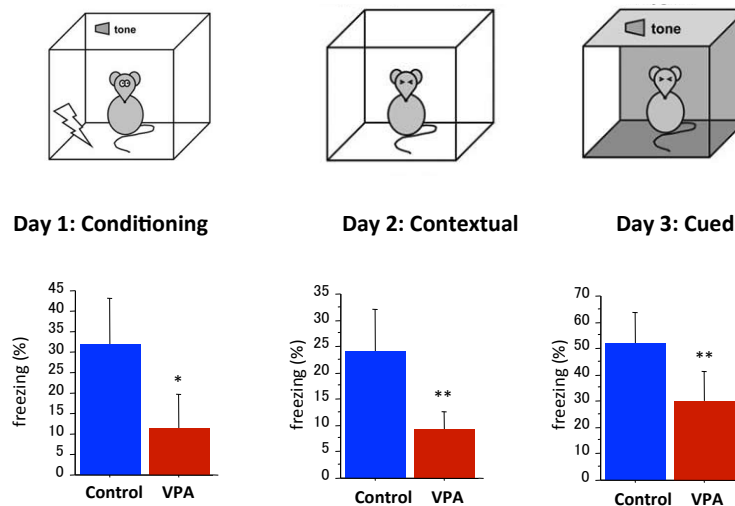 tone
tone
Day 1: Conditioning
Day 2: Contextual
Day 3: Cued
freezing (%)
45
40
35
30
25
20
15
10
5
0
*
Control
VPA
freezing (%)
35
30
25
20
15
10
5
0
**
Control
VPA
freezing (%)
70
60
50
40
30
20
10
0
**
Control
VPA